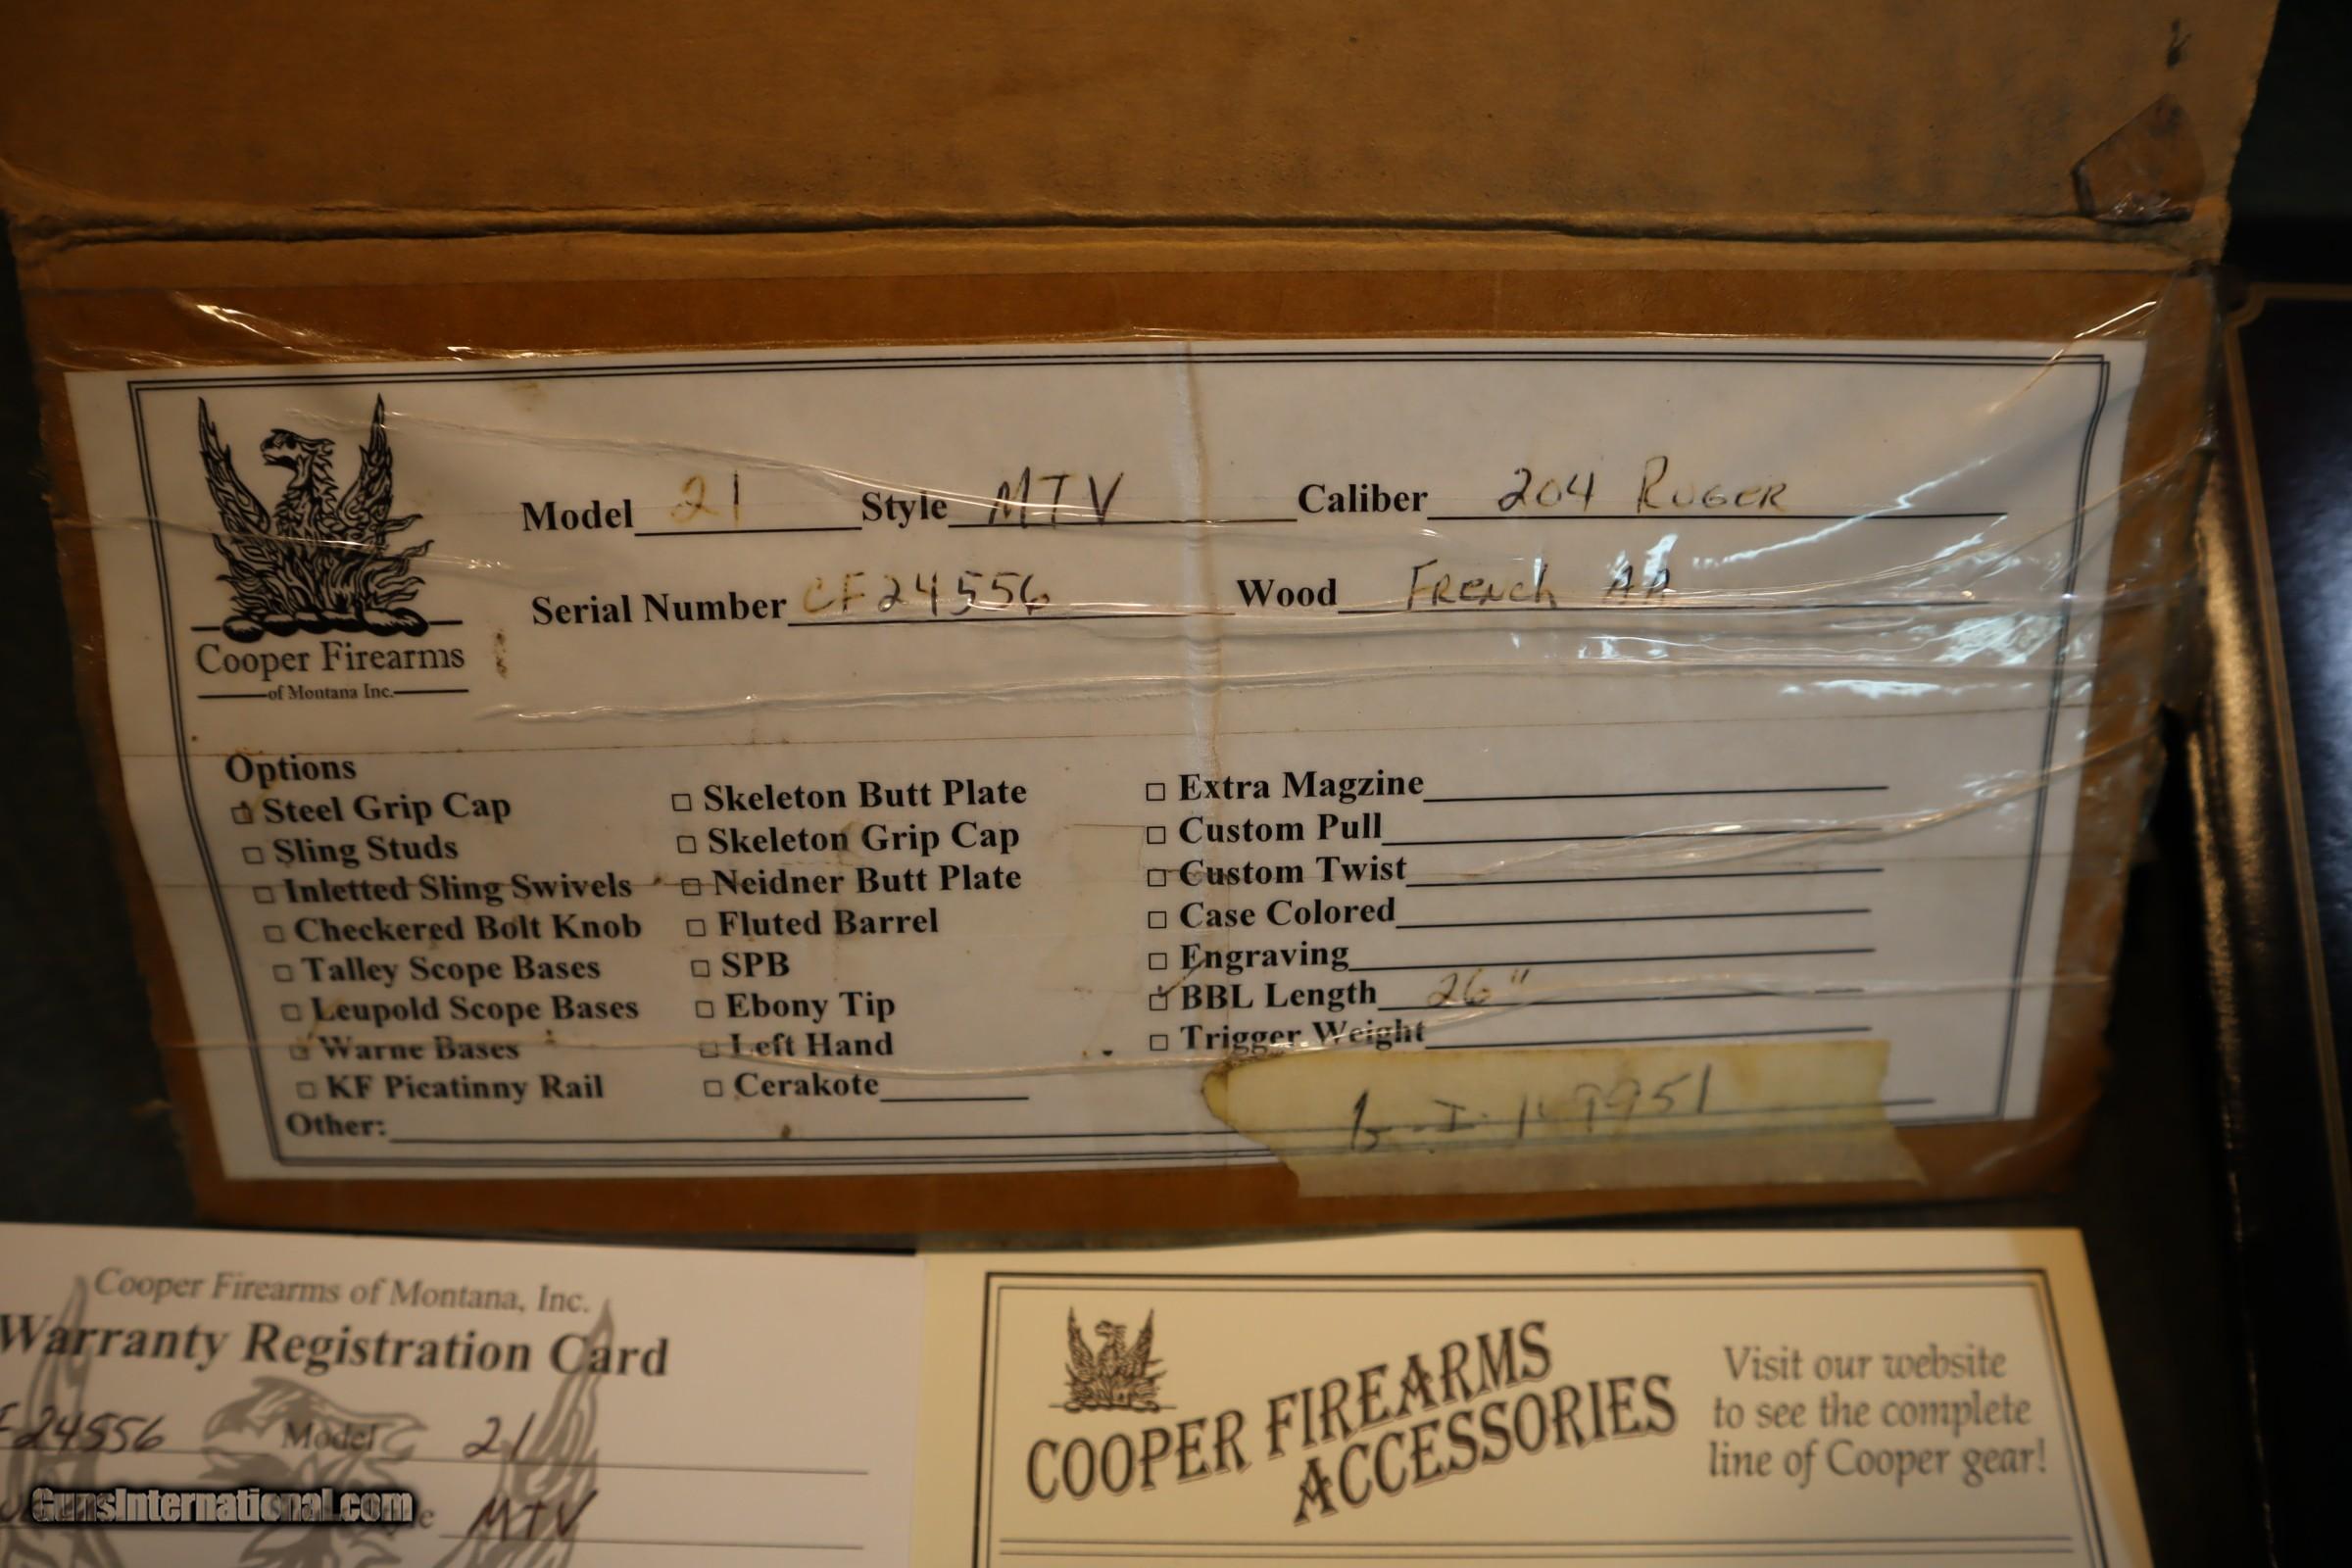 Model 21 Style MTV Caliber 204 Ruger
Serial Number CF24556 Wood French AA
Cooper Firearms
of Montana Inc.
Options
Steel Grip Cap
Sling Studs
Inletted Sling Swivels
Checkered Bolt Knob
Talley Scope Bases
Leupold Scope Bases
Warne Bases
KF Picatinny Rail
Skeleton Butt Plate
Skeleton Grip Cap
Neidner Butt Plate
Fluted Barrel
SPB
Ebony Tip
Left Hand
Cerakote
Extra Magzine
Custom Pull
Custom Twist
Case Colored
Engraving
BBL Length 26"
Trigger Weight
Other:
Cooper Firearms of Montana, Inc.
Warranty Registration Card
24556 Model 21
MTV
GunsInternational.com
COOPER FIREARMS
ACCESSORIES
Visit our website
to see the complete
line of Cooper gear!